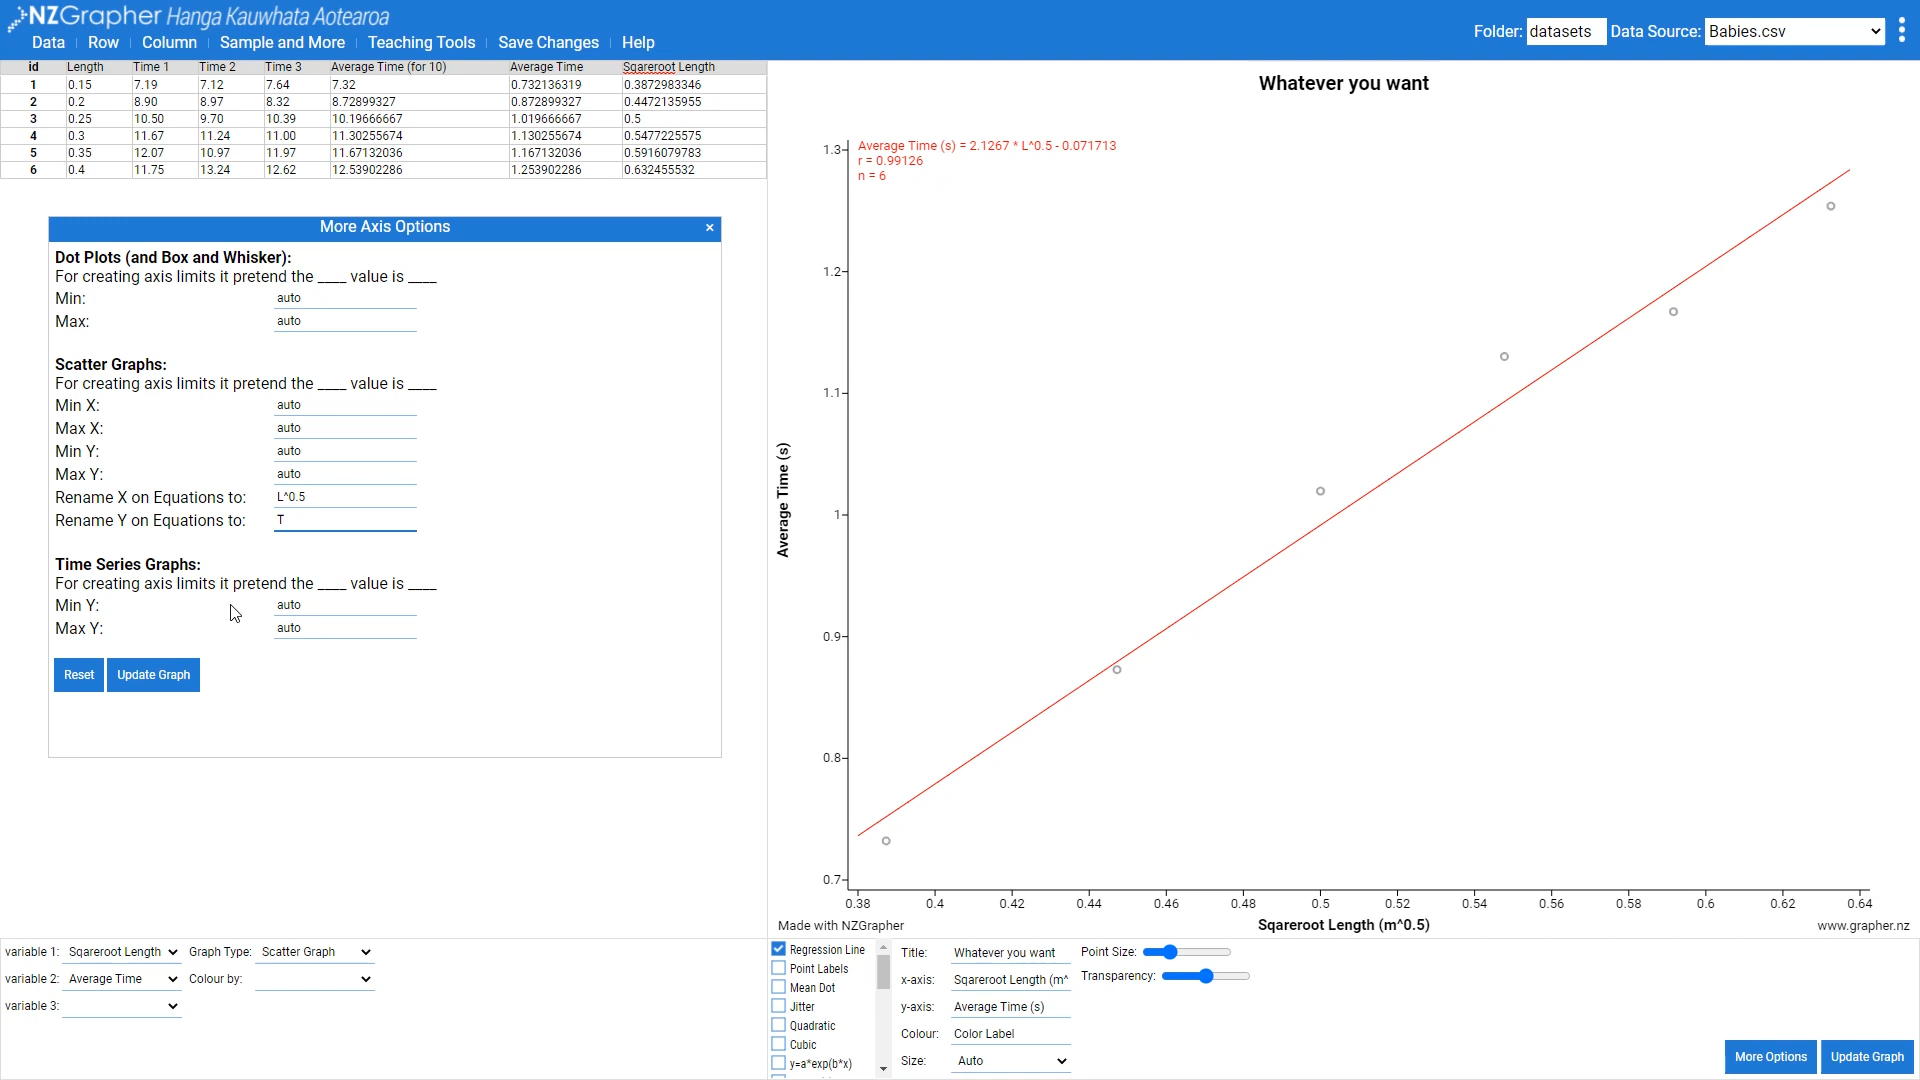 NZGrapher Hanga Kauwhata Aotearoa
Data Row Column Sample and More Teaching Tools Save Changes Help
Folder: datasets Data Source: Babies.csv
id Length Time 1 Time 2 Time 3 Average Time (for 10) Average Time Sqareroot Length
1 0.15 7.19 7.12 7.64 7.32 0.732136319 0.3872983346
2 0.2 8.90 8.97 8.32 8.72899327 0.872899327 0.4472135955
3 0.25 10.50 9.70 10.39 10.19666667 1.019666667 0.5
4 0.3 11.67 11.24 11.00 11.30255674 1.130255674 0.5477225575
5 0.35 12.07 10.97 11.97 11.67132036 1.167132036 0.5916079783
6 0.4 11.75 13.24 12.62 12.53902286 1.253902286 0.632455532
More Axis Options ×
Dot Plots (and Box and Whisker):
For creating axis limits it pretend the ____ value is ____
Min: auto
Max: auto
Scatter Graphs:
For creating axis limits it pretend the ____ value is ____
Min X: auto
Max X: auto
Min Y: auto
Max Y: auto
Rename X on Equations to: L^0.5
Rename Y on Equations to: T
Time Series Graphs:
For creating axis limits it pretend the ____ value is ____
Min Y: auto
Max Y: auto
Reset Update Graph
Whatever you want
Average Time (s) = 2.1267 * L^0.5 - 0.071713
r = 0.99126
n = 6
1.3
1.2
1.1
1
0.9
0.8
0.7
Average Time (s)
0.38 0.4 0.42 0.44 0.46 0.48 0.5 0.52 0.54 0.56 0.58 0.6 0.62 0.64
Made with NZGrapher
Sqareroot Length (m^0.5)
www.grapher.nz
variable 1: Sqareroot Length Graph Type: Scatter Graph
variable 2: Average Time Colour by:
variable 3:
Regression Line
Point Labels
Mean Dot
Jitter
Quadratic
Cubic
y=a*exp(b*x)
Title: Whatever you want
x-axis: Sqareroot Length (m^
y-axis: Average Time (s)
Colour: Color Label
Size: Auto
Point Size:
Transparency:
More Options Update Graph